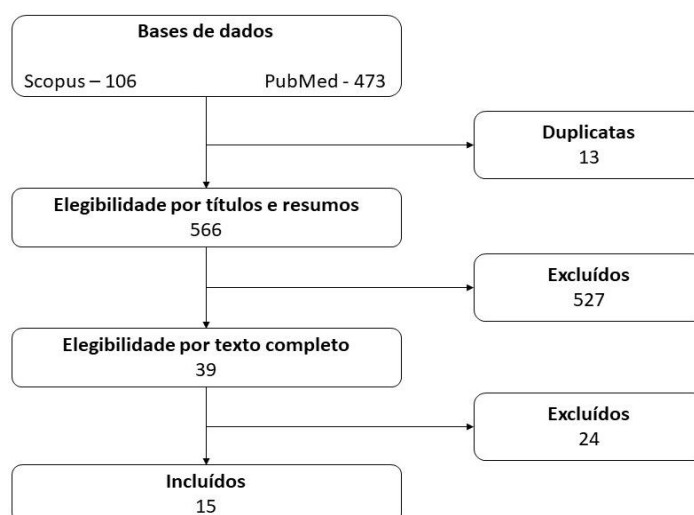 Bases de dados
Scopus – 106 PubMed - 473
Duplicatas
13
Elegibilidade por títulos e resumos
566
Excluídos
527
Elegibilidade por texto completo
39
Excluídos
24
Incluídos
15